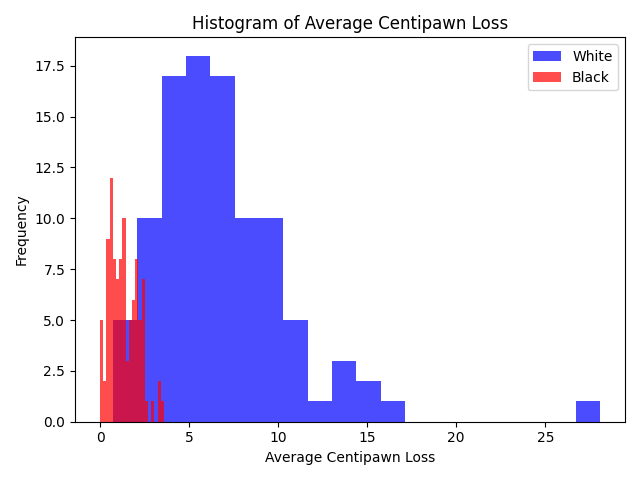 Histogram of Average Centipawn Loss
White
Black
17.5
15.0
12.5
10.0
7.5
5.0
2.5
0.0
Frequency
0 5 10 15 20 25
Average Centipawn Loss